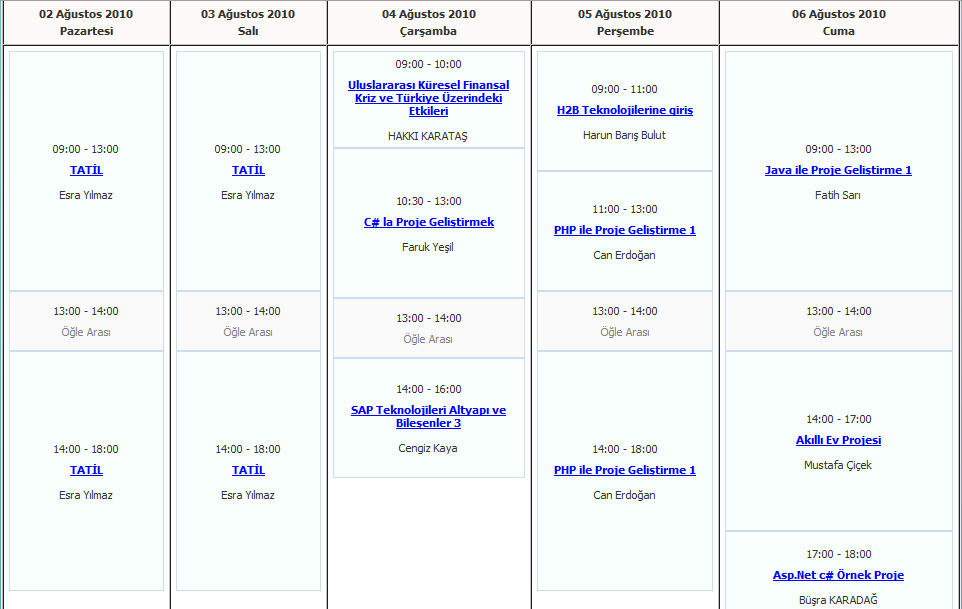 02 Ağustos 2010
Pazartesi
09:00 - 13:00
TATİL
Esra Yılmaz
13:00 - 14:00
Öğle Arası
14:00 - 18:00
TATİL
Esra Yılmaz
03 Ağustos 2010
Salı
09:00 - 13:00
TATİL
Esra Yılmaz
13:00 - 14:00
Öğle Arası
14:00 - 18:00
TATİL
Esra Yılmaz
04 Ağustos 2010
Çarşamba
09:00 - 10:00
Uluslararası Küresel Finansal
Kriz ve Türkiye Üzerindeki
Etkileri
HAKKI KARATAŞ
10:30 - 13:00
C# la Proje Geliştirmek
Faruk Yeşil
13:00 - 14:00
Öğle Arası
14:00 - 16:00
SAP Teknolojileri Altyapı ve
Bileşenler 3
Cengiz Kaya
05 Ağustos 2010
Perşembe
09:00 - 11:00
H2B Teknolojilerine giriş
Harun Barış Bulut
11:00 - 13:00
PHP ile Proje Geliştirme 1
Can Erdoğan
13:00 - 14:00
Öğle Arası
14:00 - 18:00
PHP ile Proje Geliştirme 1
Can Erdoğan
06 Ağustos 2010
Cuma
09:00 - 13:00
Java ile Proje Geliştirme 1
Fatih Sarı
13:00 - 14:00
Öğle Arası
14:00 - 17:00
Akıllı Ev Projesi
Mustafa Çiçek
17:00 - 18:00
Asp.Net c# Örnek Proje
Büşra KARADAĞ